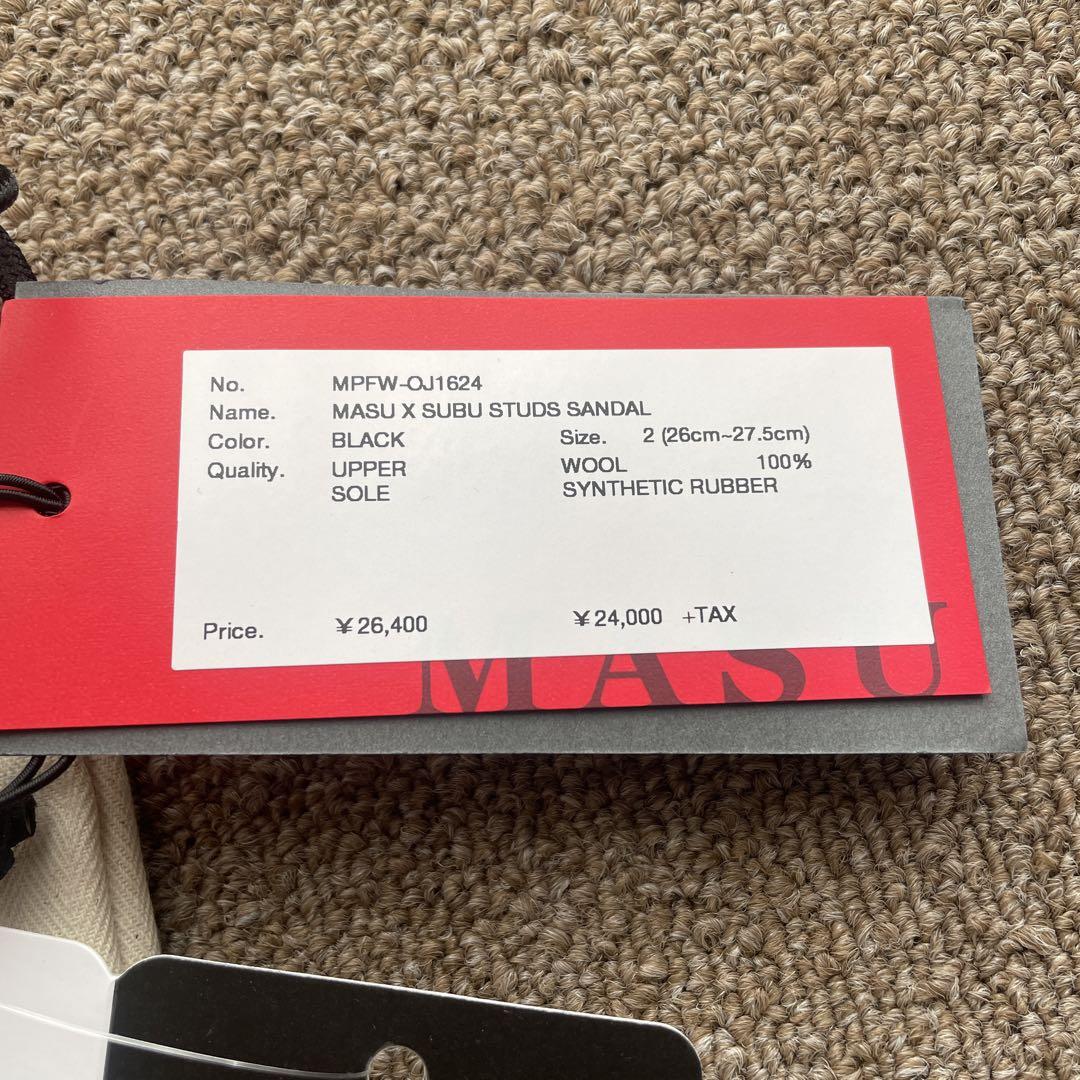 No. MPFW-OJ1624
Name. MASU X SUBU STUDS SANDAL
Color. BLACK Size. 2 (26cm~27.5cm)
Quality. UPPER WOOL 100%
SOLE SYNTHETIC RUBBER
Price. ¥26,400 ¥24,000 +TAX
MASU